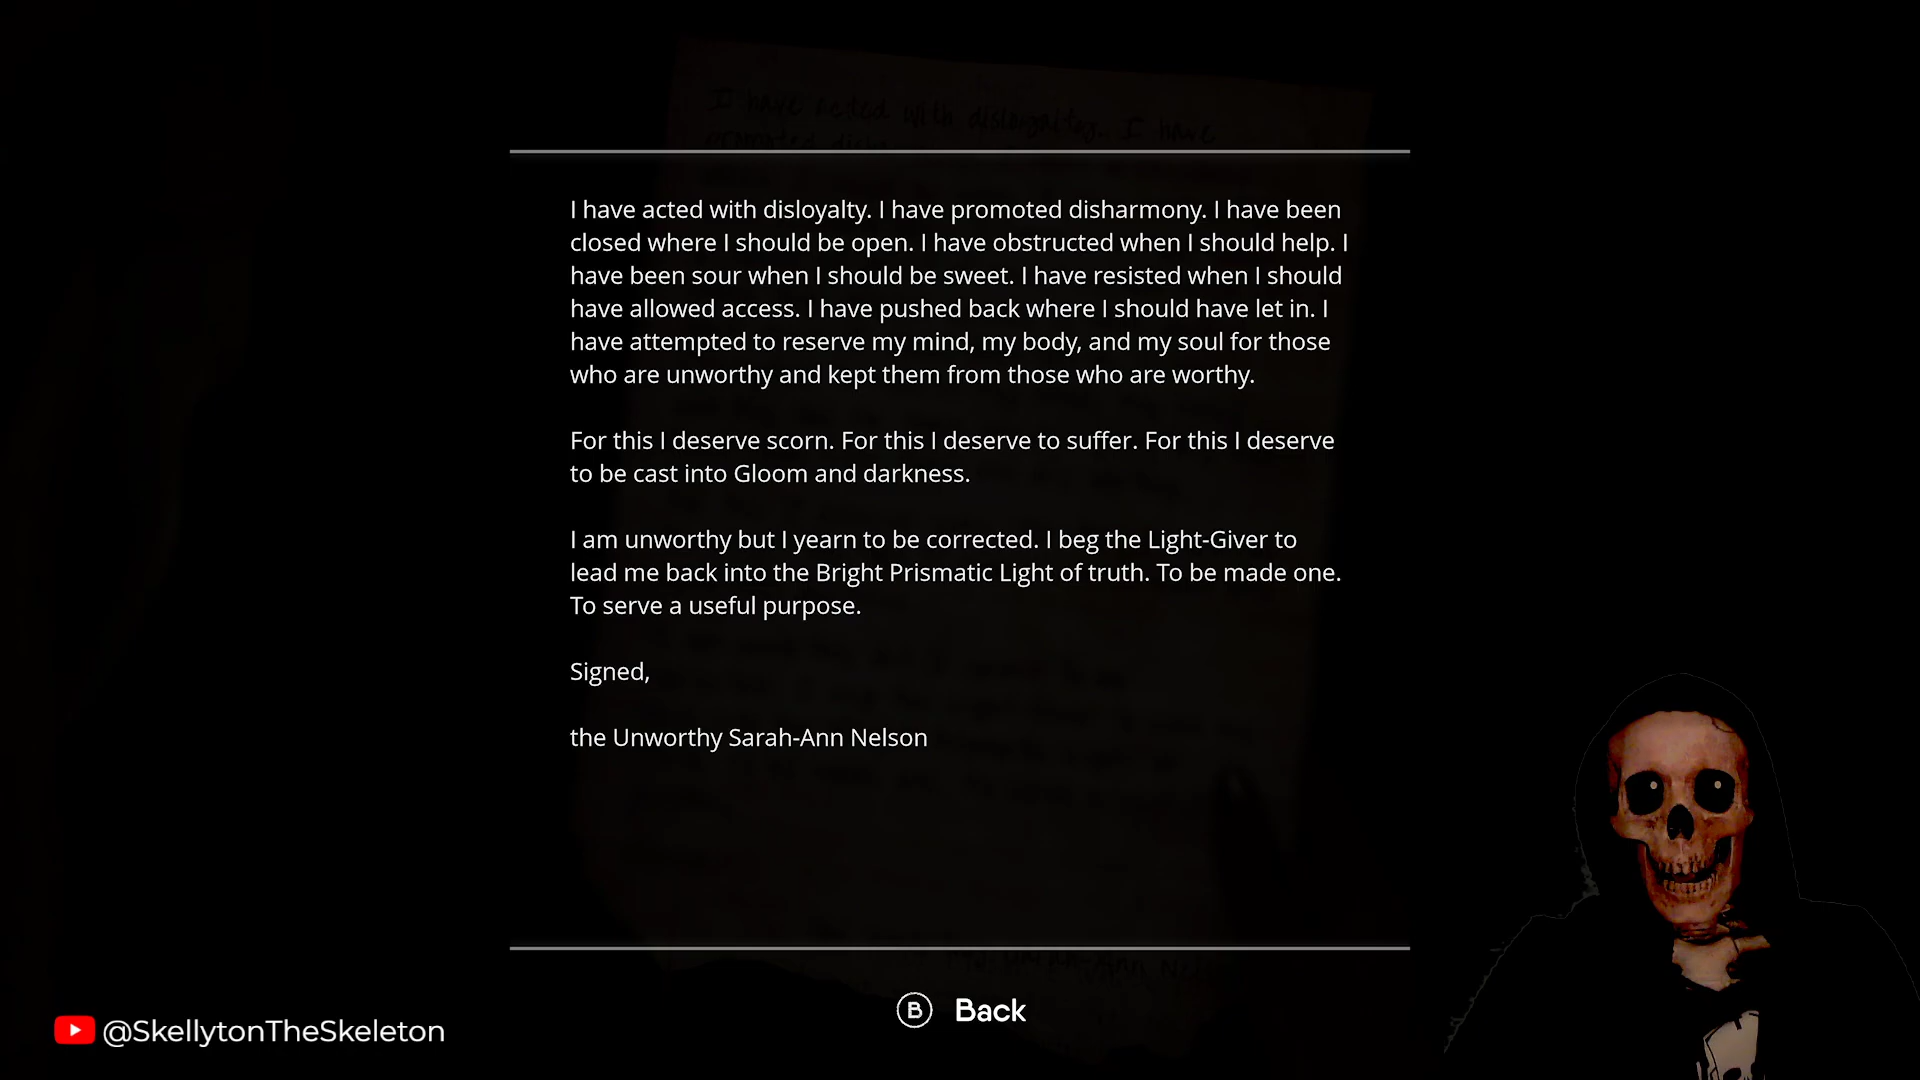 I have acted with disloyalty. I have
I have acted with disloyalty. I have promoted disharmony. I have been
closed where I should be open. I have obstructed when I should help. I
have been sour when I should be sweet. I have resisted when I should
have allowed access. I have pushed back where I should have let in. I
have attempted to reserve my mind, my body, and my soul for those
who are unworthy and kept them from those who are worthy.
For this I deserve scorn. For this I deserve to suffer. For this I deserve
to be cast into Gloom and darkness.
I am unworthy but I yearn to be corrected. I beg the Light-Giver to
lead me back into the Bright Prismatic Light of truth. To be made one.
To serve a useful purpose.
Signed,
the Unworthy Sarah-Ann Nelson
B Back
@SkellytonTheSkeleton